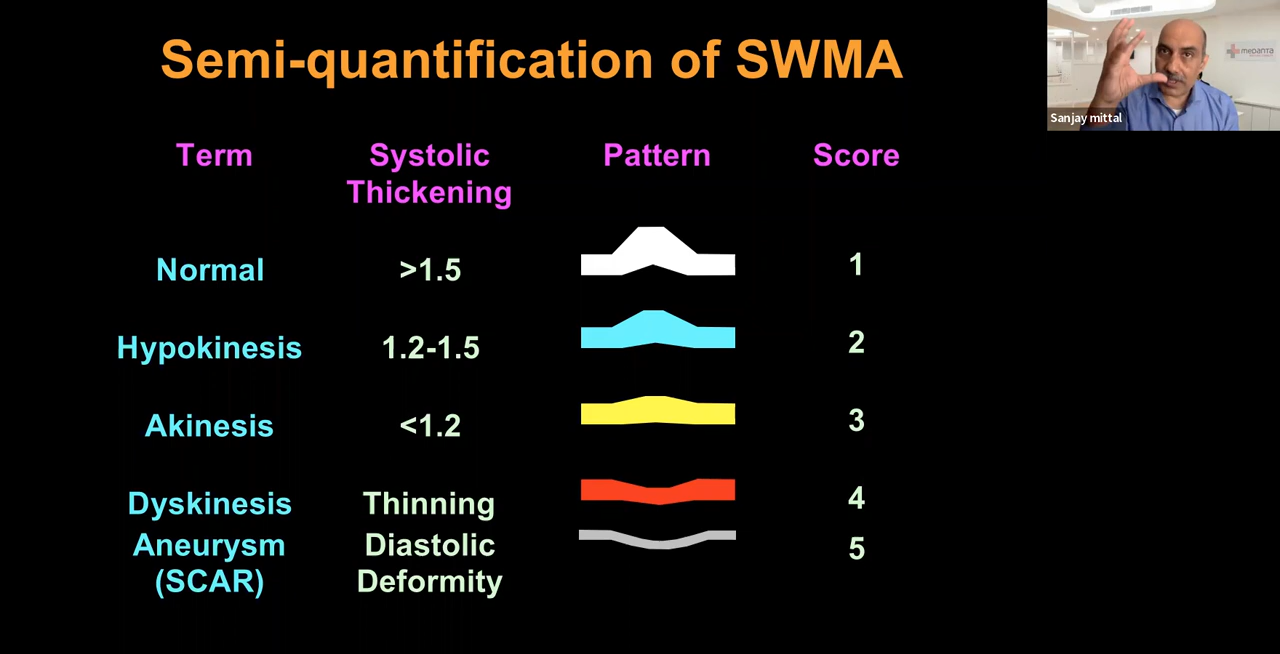 Semi-quantification of SWMA
medanta
Sanjay mittal
Term Systolic Thickening Pattern Score
Normal >1.5 1
Hypokinesis 1.2-1.5 2
Akinesis <1.2 3
Dyskinesis Thinning 4
Aneurysm (SCAR) Diastolic Deformity 5